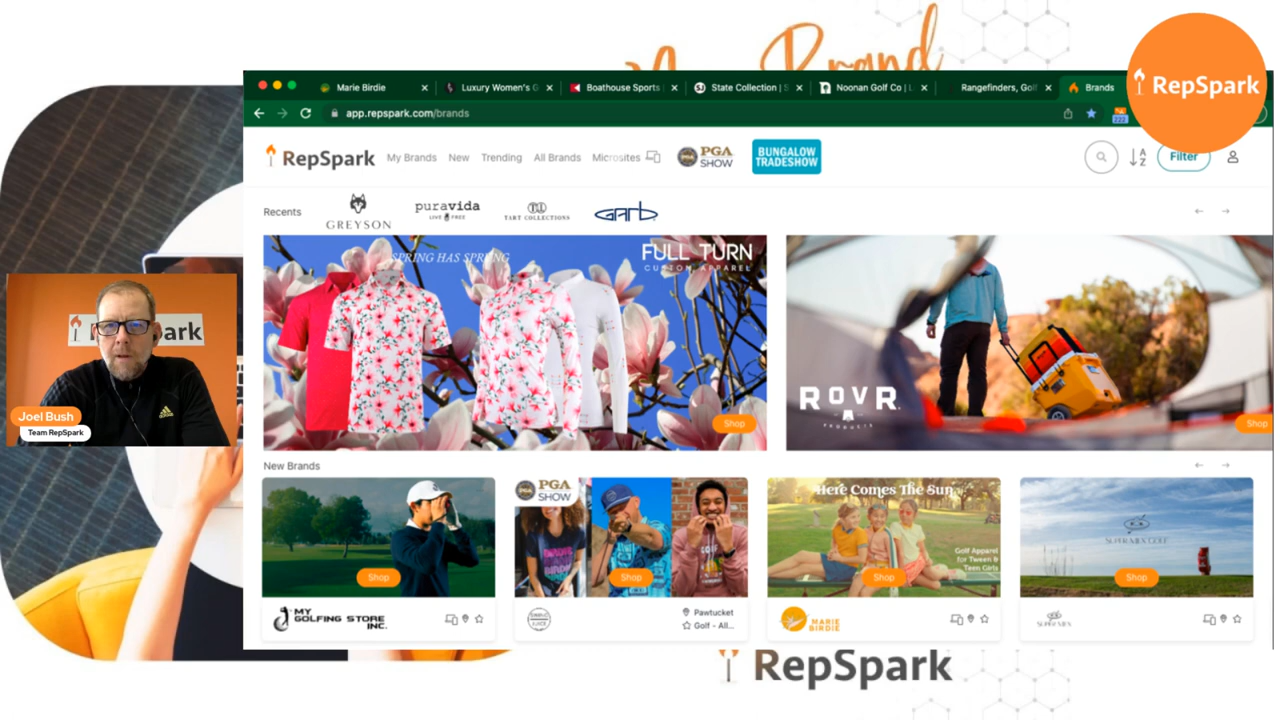 Brand
Marie Birdie
Luxury Women's G
Boathouse Sports
State Collection | S
Noonan Golf Co | L
Rangefinders, Gol
Brands
RepSpark
app.repspark.com/brands
RepSpark
My Brands
New
Trending
All Brands
Microsites
PGA
SHOW
BUNGALOW
TRADESHOW
A
Z
Filter
Recents
GREYSON
puravida
LIVE FREE
TART COLLECTIONS
GARB
SPRING HAS SPRUNG
FULL TURN
CUSTOM APPAREL
Shop
ROVR
PRODUCTS
Shop
RepSpark
Joel Bush
Team RepSpark
New Brands
PGA
SHOW
Here Comes The Sun
Golf Apparel
for Tween &
Teen Girls
Shop
Shop
Shop
Shop
MY
GOLFING STORE
INC.
Pawtucket
Golf - All...
MARIE
BIRDIE
RepSpark